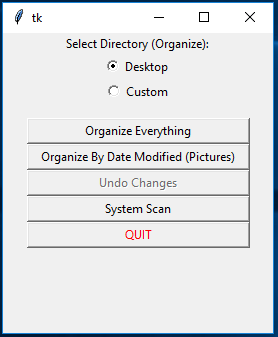 tk
Select Directory (Organize):
Desktop
Custom
Organize Everything
Organize By Date Modified (Pictures)
Undo Changes
System Scan
QUIT